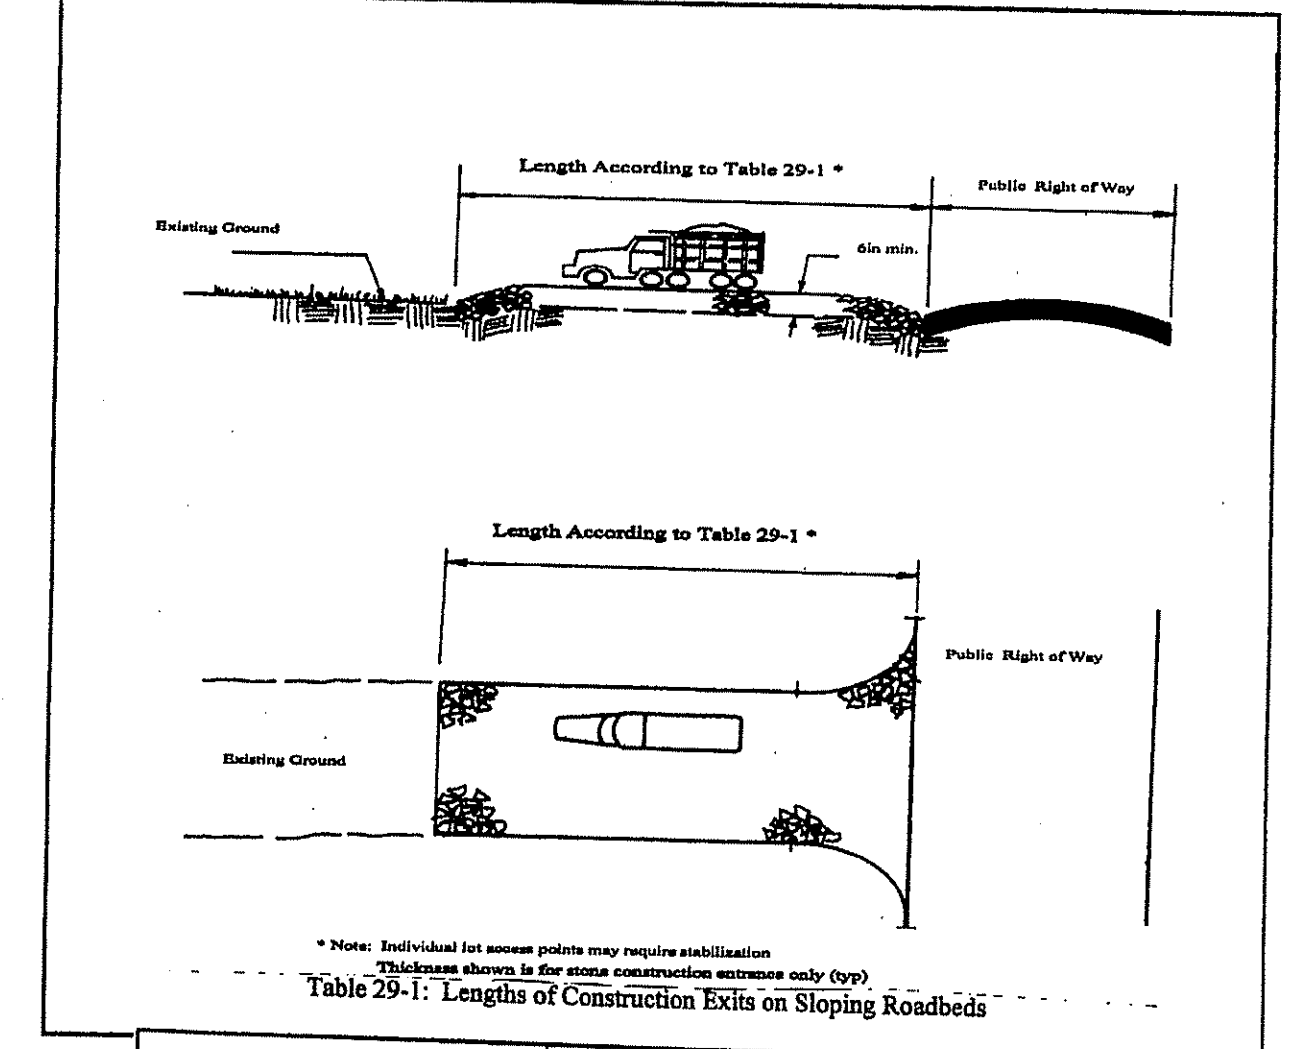 Length According to Table 29-1 *
Public Right of Way
Existing Ground
6in min.
Length According to Table 29-1 *
Public Right of Way
Existing Ground
* Note: Individual lot access points may require stabilization
Thickness shown is for stone construction entrance only (typ)
Table 29-1: Lengths of Construction Exits on Sloping Roadbeds